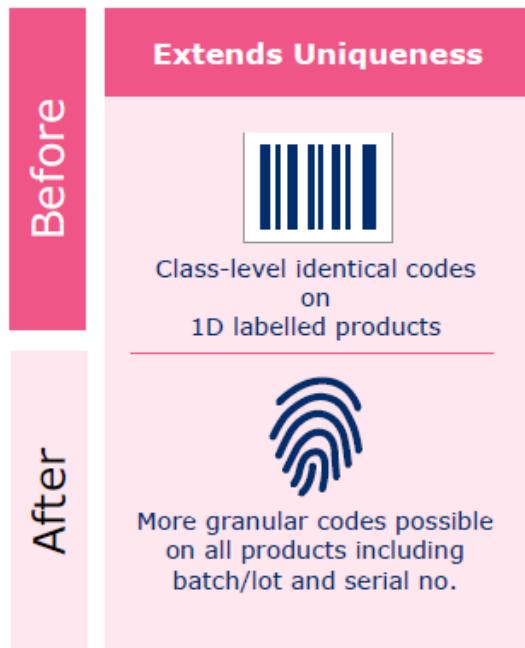 Extends Uniqueness
Before
Class-level identical codes
on
1D labelled products
After
More granular codes possible
on all products including
batch/lot and serial no.